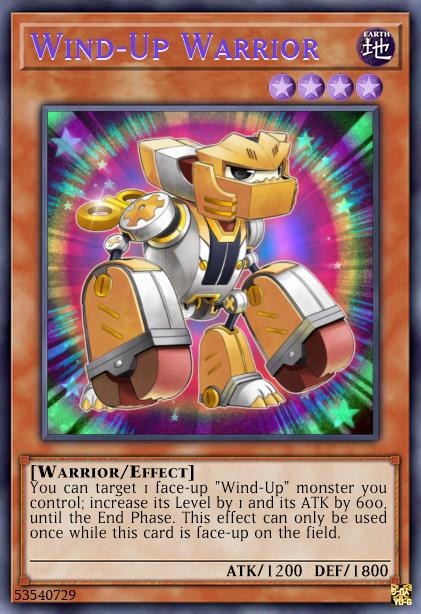 Wind-Up Warrior
EARTH
地
[Warrior/Effect]
You can target 1 face-up "Wind-Up" monster you
control; increase its Level by 1 and its ATK by 600,
until the End Phase. This effect can only be used
once while this card is face-up on the field.
ATK/1200 DEF/1800
53540729